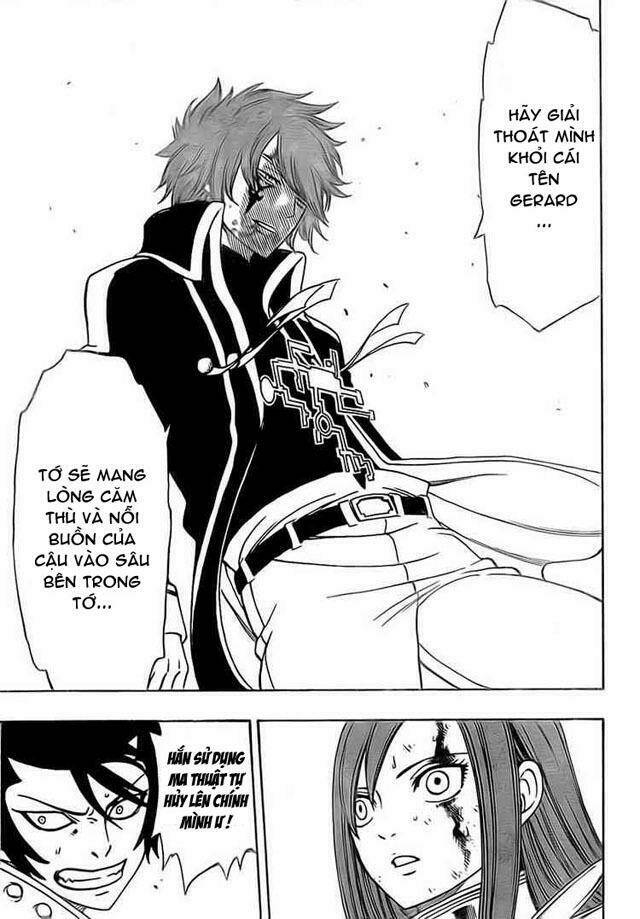 HÃY GIẢI
THOÁT MÌNH
KHỎI CÁI
TÊN
GERARD
...
TỚ SẼ MANG
LÒNG CĂM
THÙ VÀ NỖI
BUỒN CỦA
CẬU VÀO SÂU
BÊN TRONG
TỚ...
HẮN SỬ DỤNG
MA THUẬT TỰ
HỦY LÊN CHÍNH
MÌNH Ư !